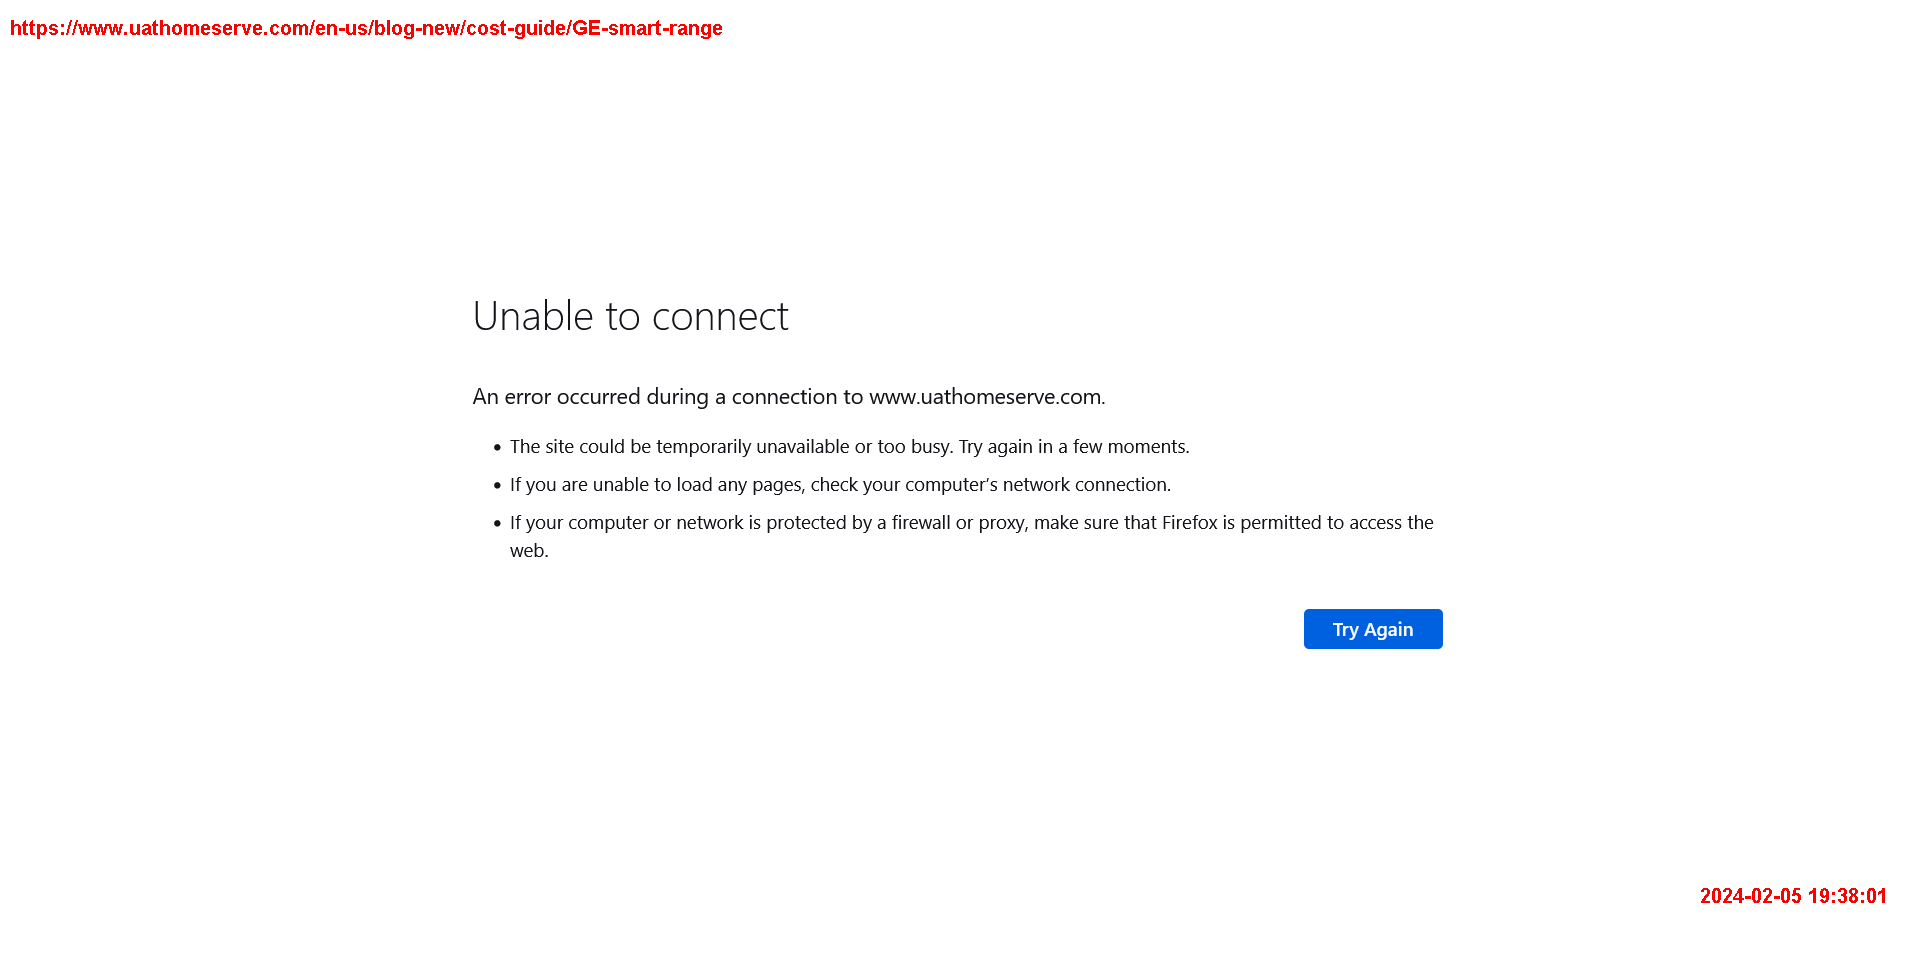 https://www.uathomeserve.com/en-us/blog-new/cost-guide/GE-smart-range
Unable to connect
An error occurred during a connection to www.uathomeserve.com.
• The site could be temporarily unavailable or too busy. Try again in a few moments.
• If you are unable to load any pages, check your computer’s network connection.
• If your computer or network is protected by a firewall or proxy, make sure that Firefox is permitted to access the
web.
Try Again
2024-02-05 19:38:01